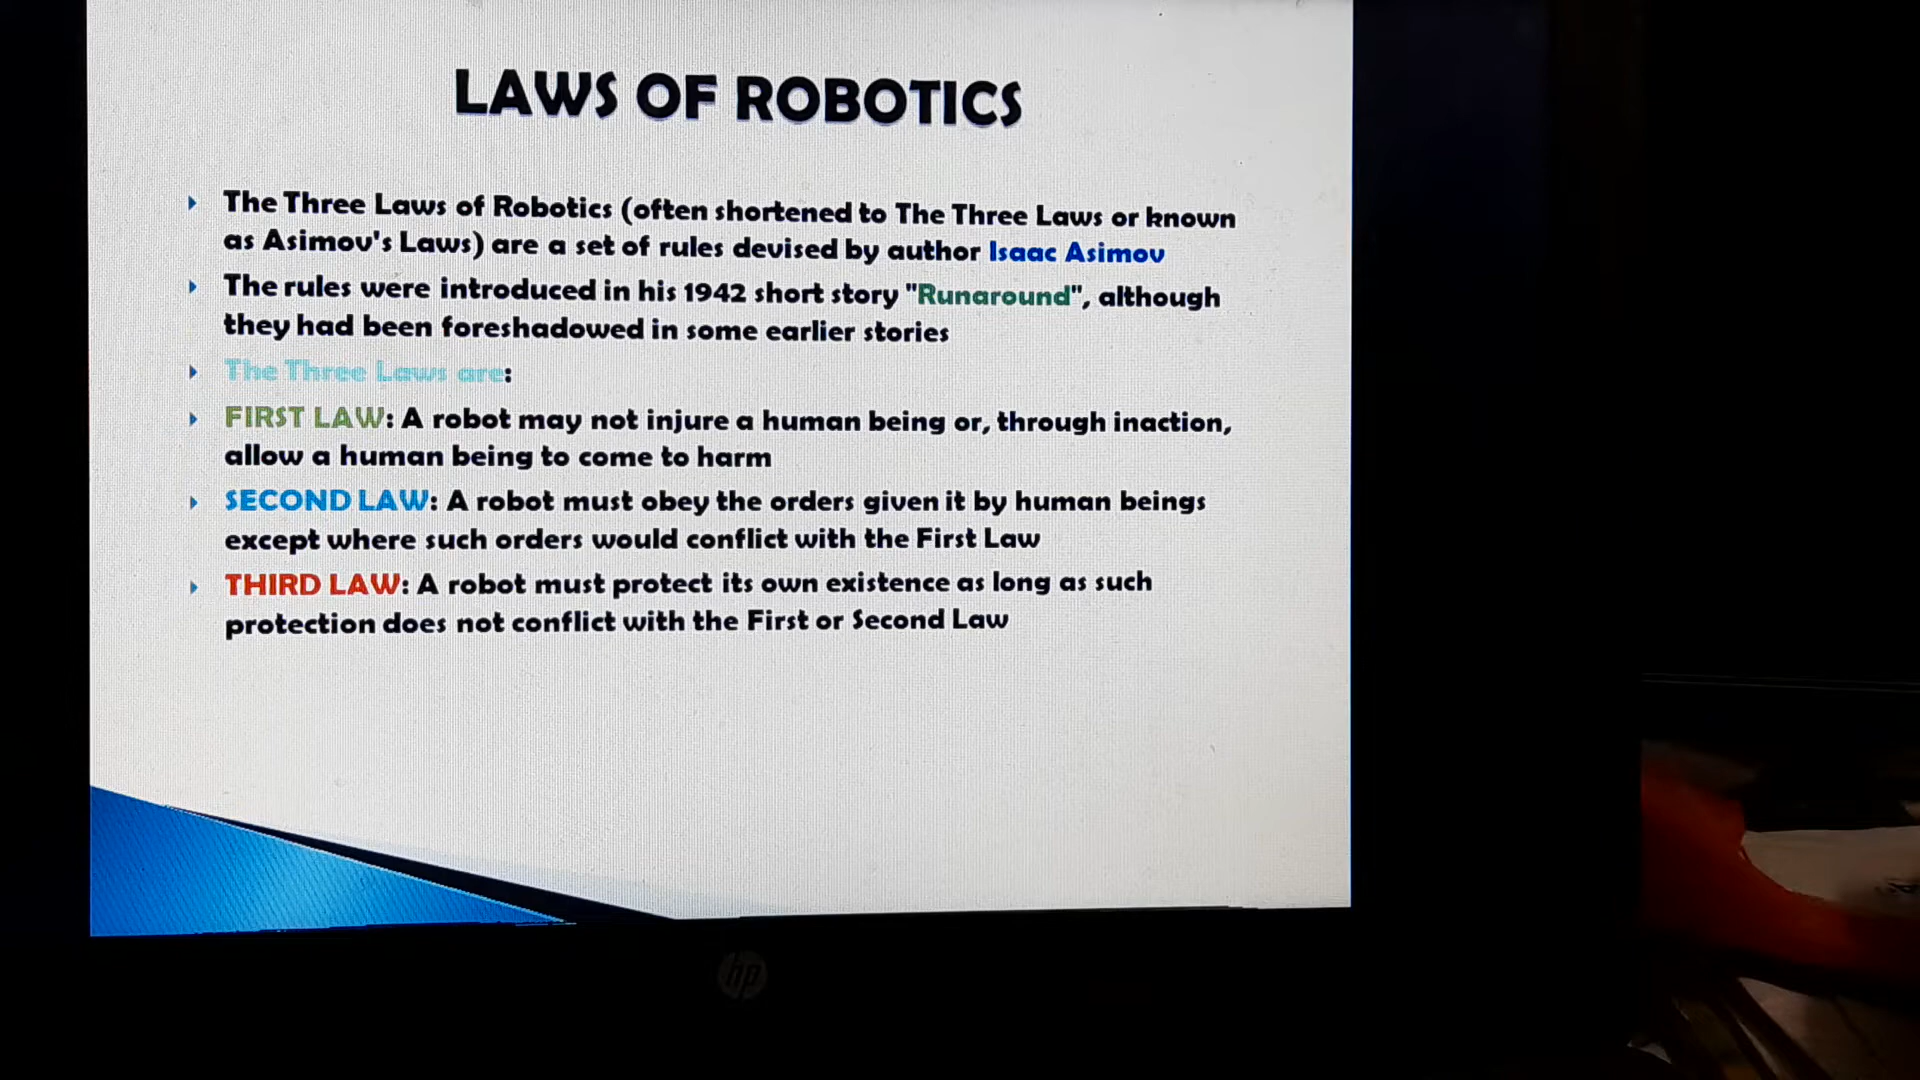 LAWS OF ROBOTICS
The Three Laws of Robotics (often shortened to The Three Laws or known
as Asimov's Laws) are a set of rules devised by author Isaac Asimov
The rules were introduced in his 1942 short story "Runaround", although
they had been foreshadowed in some earlier stories
The Three Laws are:
FIRST LAW: A robot may not injure a human being or, through inaction,
allow a human being to come to harm
SECOND LAW: A robot must obey the orders given it by human beings
except where such orders would conflict with the First Law
THIRD LAW: A robot must protect its own existence as long as such
protection does not conflict with the First or Second Law
hp